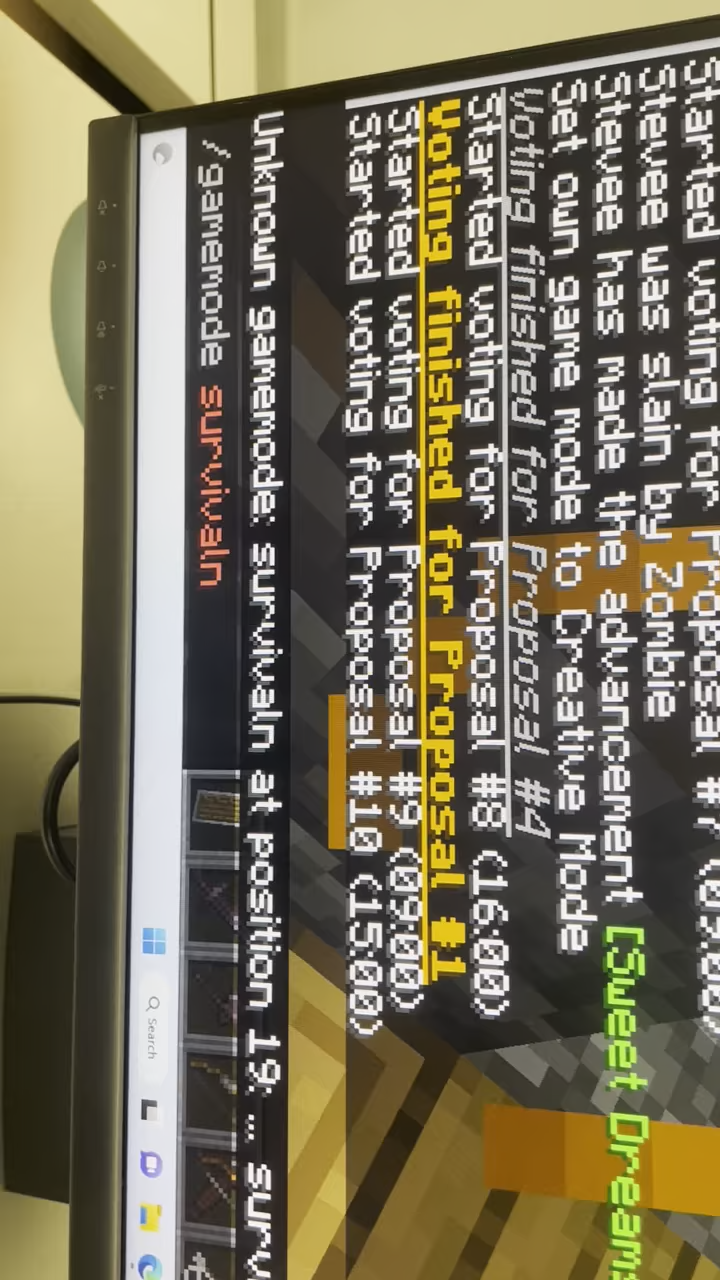 Started voting for Proposal #7 (09:00)
Stevee was slain by Zombie
Stevee has made the advancement [Sweet Dreams
Set own game mode to Creative Mode
Voting finished for Proposal #4
Started voting for Proposal #8 (16:00)
Voting finished for Proposal #1
Started voting for Proposal #9 (09:00)
Started voting for Proposal #10 (15:00)
Unknown gamemode: survivaln at position 19: ... surv
/gamemode survivaln
Search